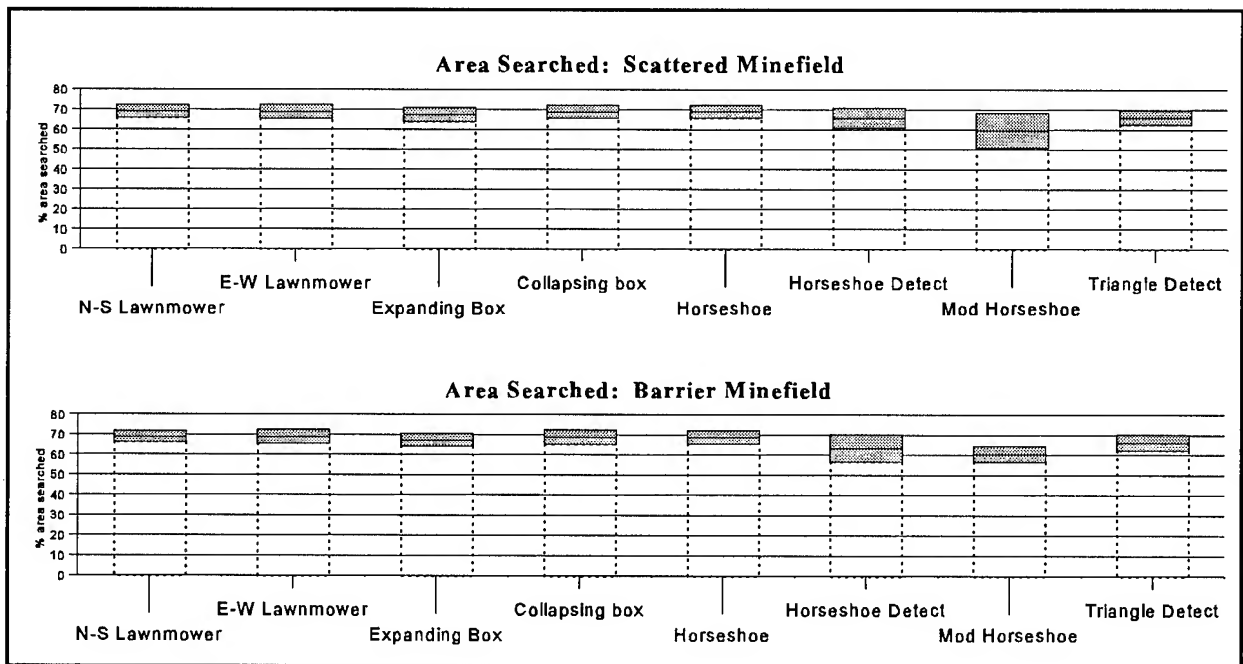 Area Searched: Scattered Minefield
% area searched
80
70
60
50
40
30
20
10
0
E-W Lawnmower Collapsing box Horseshoe Detect Triangle Detect
N-S Lawnmower Expanding Box Horseshoe Mod Horseshoe
Area Searched: Barrier Minefield
% area searched
80
70
60
50
40
30
20
10
0
E-W Lawnmower Collapsing box Horseshoe Detect Triangle Detect
N-S Lawnmower Expanding Box Horseshoe Mod Horseshoe